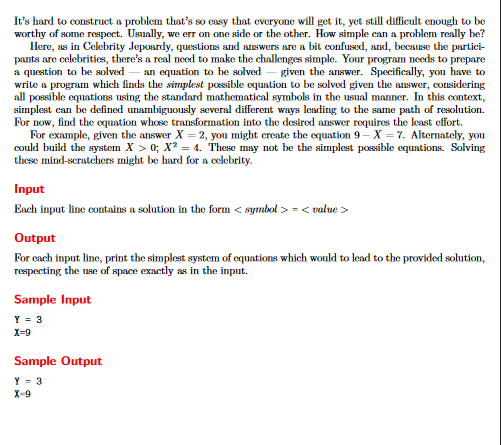 It's hard to construct a problem that's so easy that everyone will get it, yet still difficult enough to be
worthy of some respect. Usually, we err on one side or the other. How simple can a problem really be?
Here, as in Celebrity Jepoardy, questions and answers are a bit confused, and, because the partici-
pants are celebrities, there's a real need to make the challenges simple. Your program needs to prepare
a question to be solved — an equation to be solved — given the answer. Specifically, you have to
write a program which finds the simplest possible equation to be solved given the answer, considering
all possible equations using the standard mathematical symbols in the usual manner. In this context,
simplest can be defined unambiguously several different ways leading to the same path of resolution.
For now, find the equation whose transformation into the desired answer requires the least effort.
For example, given the answer X = 2, you might create the equation 9 − X = 7. Alternately, you
could build the system X > 0; X² = 4. These may not be the simplest possible equations. Solving
these mind-scratchers might be hard for a celebrity.
Input
Each input line contains a solution in the form < symbol > = < value >
Output
For each input line, print the simplest system of equations which would to lead to the provided solution,
respecting the use of space exactly as in the input.
Sample Input
Y = 3
X=9
Sample Output
Y = 3
X=9